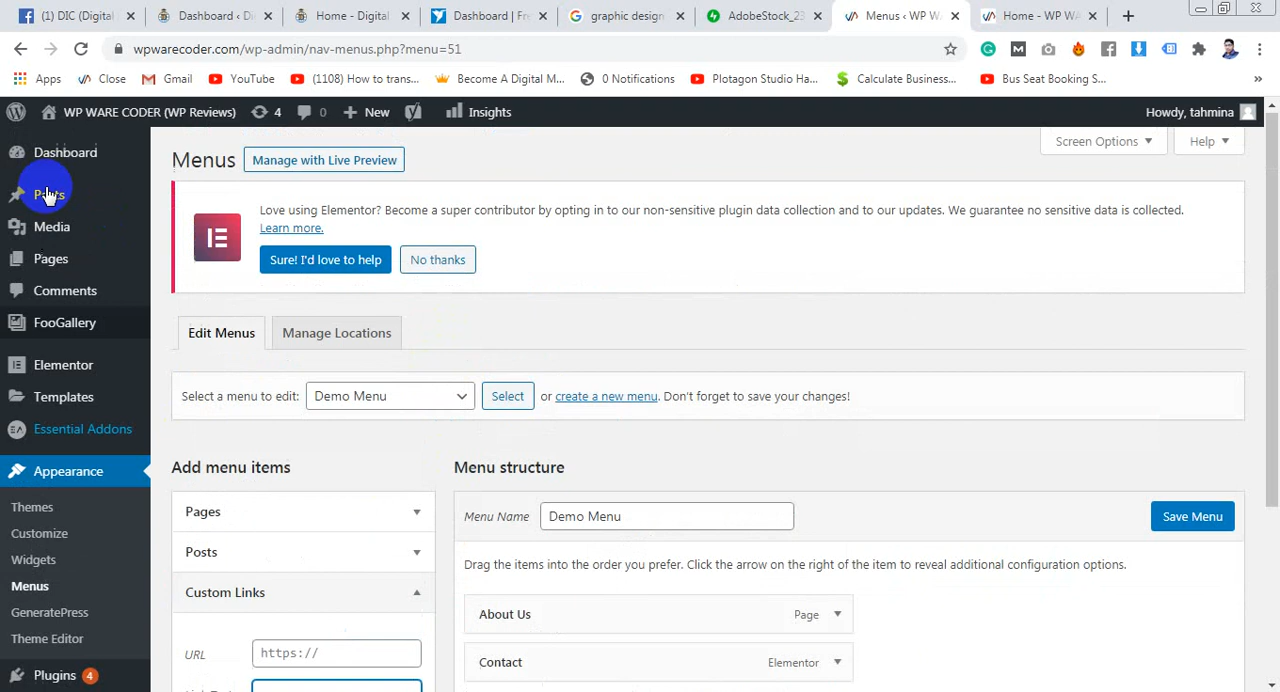 (1) DIC (Digital
Dashboard ‹ Di
Home - Digital
Dashboard | Fre
graphic design
AdobeStock_23
Menus ‹ WP W
Home - WP WA
wpwarecoder.com/wp-admin/nav-menus.php?menu=51
Apps
Close
Gmail
YouTube
(1108) How to trans...
Become A Digital M...
0 Notifications
Plotagon Studio Ha...
Calculate Business...
Bus Seat Booking S...
»
WP WARE CODER (WP Reviews)
4
0
New
Insights
Howdy, tahmina
Dashboard
Posts
Media
Pages
Comments
FooGallery
Elementor
Templates
Essential Addons
Appearance
Themes
Customize
Widgets
Menus
GeneratePress
Theme Editor
Plugins 4
Screen Options
Help
Menus
Manage with Live Preview
Love using Elementor? Become a super contributor by opting in to our non-sensitive plugin data collection and to our updates. We guarantee no sensitive data is collected.
Learn more.
Sure! I'd love to help
No thanks
Edit Menus
Manage Locations
Select a menu to edit: Demo Menu Select or create a new menu. Don't forget to save your changes!
Add menu items
Pages
Posts
Custom Links
URL https://
Menu structure
Menu Name Demo Menu
Save Menu
Drag the items into the order you prefer. Click the arrow on the right of the item to reveal additional configuration options.
About Us Page
Contact Elementor